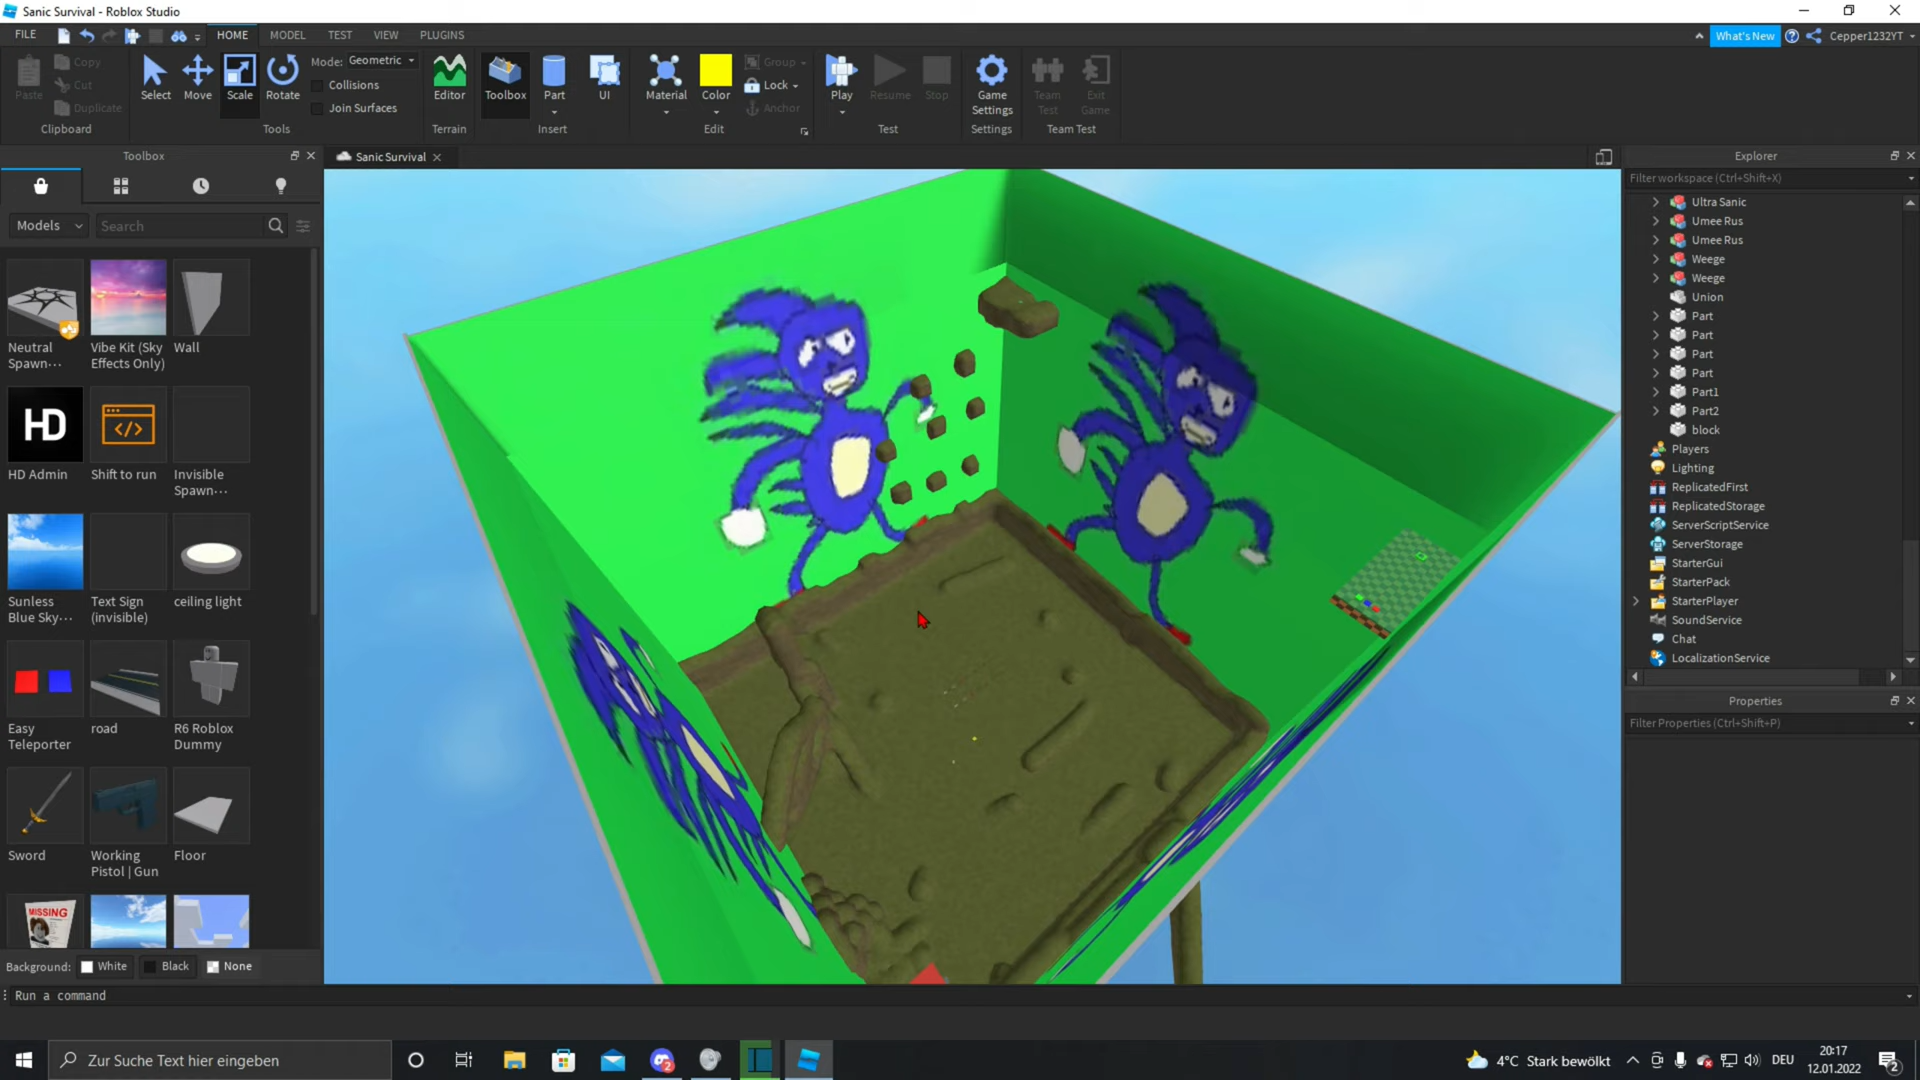 Sanic Survival - Roblox Studio
FILE HOME MODEL TEST VIEW PLUGINS
What's New
Cepper1232YT
Paste
Copy
Cut
Duplicate
Clipboard
Select
Move
Scale
Rotate
Mode: Geometric
Collisions
Join Surfaces
Tools
Editor
Terrain
Toolbox
Part
UI
Insert
Material
Color
Group
Lock
Anchor
Edit
Play
Resume
Stop
Test
Game
Settings
Settings
Team
Test
Exit
Game
Team Test
Toolbox
Sanic Survival
Models
Search
Neutral
Spawn...
Vibe Kit (Sky
Effects Only)
Wall
HD
HD Admin
Shift to run
Invisible
Spawn...
Sunless
Blue Sky...
Text Sign
(invisible)
ceiling light
Easy
Teleporter
road
R6 Roblox
Dummy
Sword
Working
Pistol | Gun
Floor
MISSING
Background: White Black None
Run a command
Explorer
Filter workspace (Ctrl+Shift+X)
Ultra Sanic
Umee Rus
Umee Rus
Weege
Weege
Union
Part
Part
Part
Part
Part1
Part2
block
Players
Lighting
ReplicatedFirst
ReplicatedStorage
ServerScriptService
ServerStorage
StarterGui
StarterPack
StarterPlayer
SoundService
Chat
LocalizationService
Properties
Filter Properties (Ctrl+Shift+P)
Zur Suche Text hier eingeben
2
4°C Stark bewölkt
DEU
20:17
12.01.2022
2